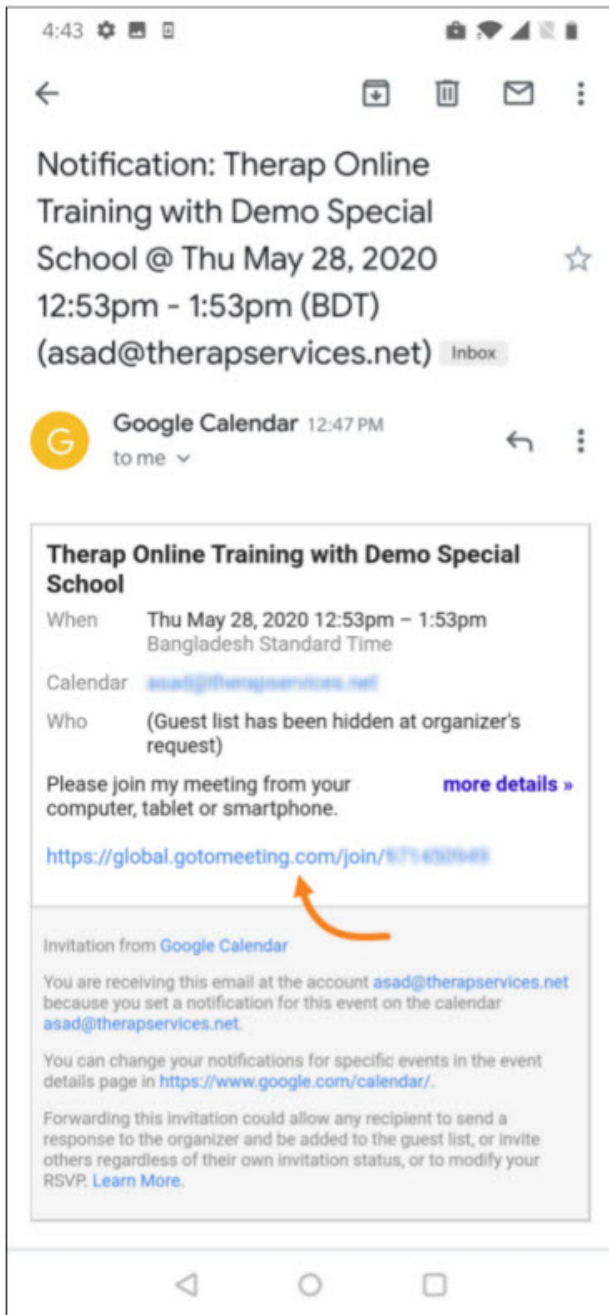 4:43
Notification: Therap Online
Training with Demo Special
School @ Thu May 28, 2020
12:53pm - 1:53pm (BDT)
(asad@therapservices.net) Inbox
G
Google Calendar 12:47 PM
to me
Therap Online Training with Demo Special
School
When Thu May 28, 2020 12:53pm – 1:53pm
Bangladesh Standard Time
Calendar
Who (Guest list has been hidden at organizer's
request)
Please join my meeting from your more details »
computer, tablet or smartphone.
https://global.gotomeeting.com/join/
Invitation from Google Calendar
You are receiving this email at the account asad@therapservices.net
because you set a notification for this event on the calendar
asad@therapservices.net.
You can change your notifications for specific events in the event
details page in https://www.google.com/calendar/.
Forwarding this invitation could allow any recipient to send a
response to the organizer and be added to the guest list, or invite
others regardless of their own invitation status, or to modify your
RSVP. Learn More.